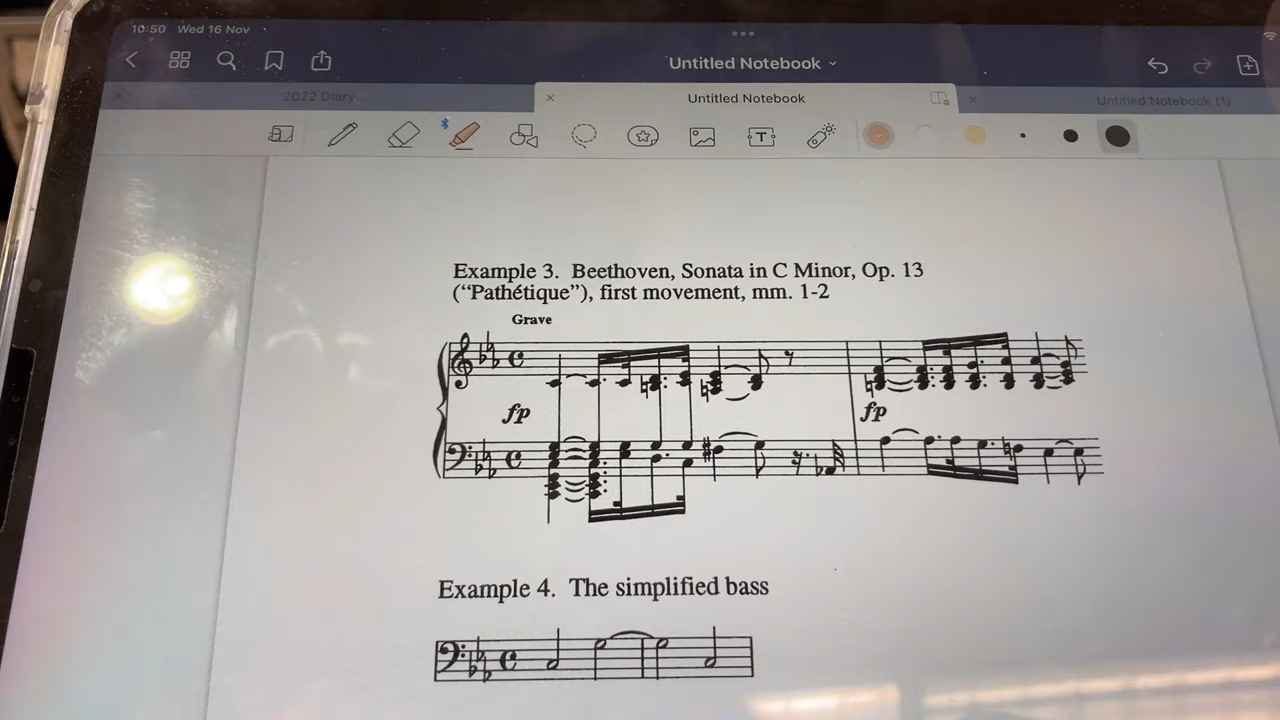 10:50 Wed 16 Nov
Untitled Notebook
2022 Diary
Untitled Notebook
Untitled Notebook (1)
T
Example 3. Beethoven, Sonata in C Minor, Op. 13
(“Pathétique”), first movement, mm. 1-2
Grave
fp
fp
Example 4. The simplified bass